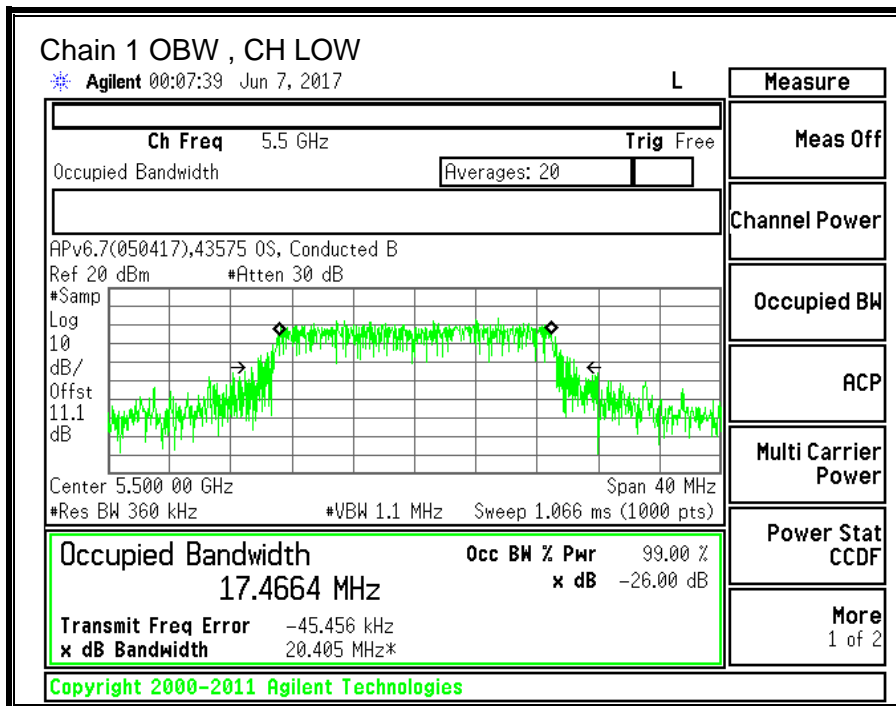 Chain 1 OBW , CH LOW
Agilent 00:07:39 Jun 7, 2017 L
Measure
Ch Freq 5.5 GHz Trig Free
Occupied Bandwidth Averages: 20
APv6.7(050417),43575 OS, Conducted B
Ref 20 dBm #Atten 30 dB
#Samp
Log
10
dB/
Offst
11.1
dB
Center 5.500 00 GHz Span 40 MHz
#Res BW 360 kHz #VBW 1.1 MHz Sweep 1.066 ms (1000 pts)
Occupied Bandwidth Occ BW % Pwr 99.00 %
17.4664 MHz x dB -26.00 dB
Transmit Freq Error -45.456 kHz
x dB Bandwidth 20.405 MHz*
Meas Off
Channel Power
Occupied BW
ACP
Multi Carrier
Power
Power Stat
CCDF
More
1 of 2
Copyright 2000-2011 Agilent Technologies